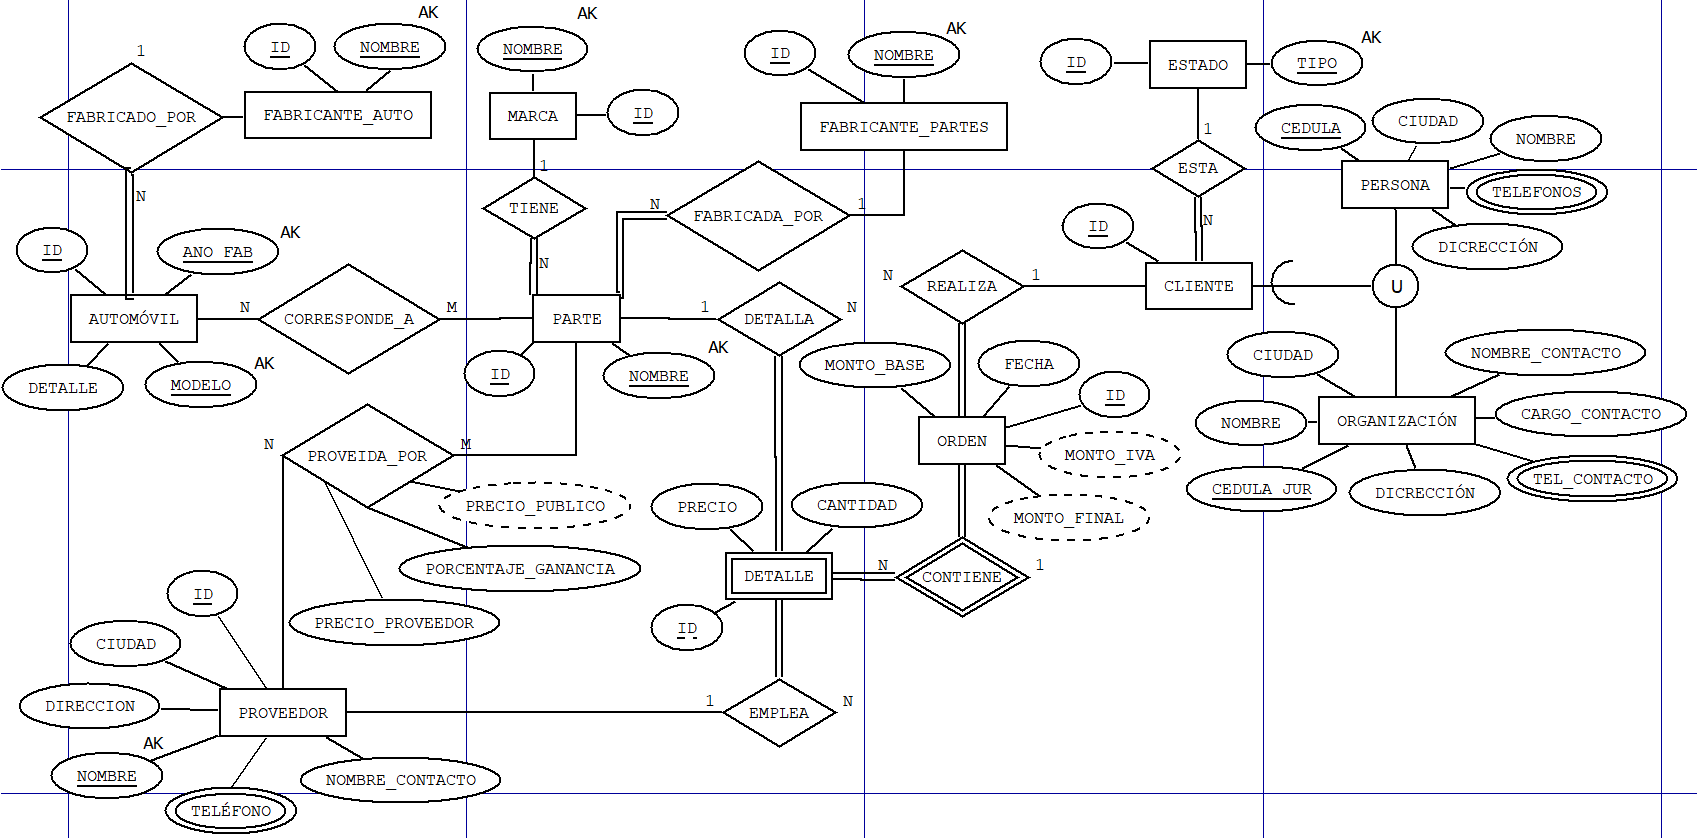 AK
AK
ID
NOMBRE
1
FABRICADO_POR
FABRICANTE_AUTO
N
NOMBRE
MARCA
ID
1
TIENE
N
AK
ID
NOMBRE
FABRICANTE_PARTES
N
FABRICADA_POR
1
AK
ID
ESTADO
TIPO
1
ESTA
N
CEDULA
CIUDAD
NOMBRE
PERSONA
TELEFONOS
DICRECCIÓN
ID
ANO FAB
AK
AUTOMÓVIL
N
CORRESPONDE_A
M
PARTE
1
DETALLA
N
DETALLE
MODELO
AK
ID
NOMBRE
AK
N
REALIZA
1
ID
CLIENTE
U
MONTO_BASE
FECHA
ID
ORDEN
MONTO_IVA
MONTO_FINAL
CIUDAD
NOMBRE_CONTACTO
NOMBRE
ORGANIZACIÓN
CARGO_CONTACTO
CEDULA JUR
DICRECCIÓN
TEL_CONTACTO
N
PROVEIDA_POR
M
PRECIO_PUBLICO
PORCENTAJE_GANANCIA
PRECIO_PROVEEDOR
PRECIO
CANTIDAD
DETALLE
N
CONTIENE
1
ID
ID
CIUDAD
DIRECCION
PROVEEDOR
1
EMPLEA
N
AK
NOMBRE
NOMBRE_CONTACTO
TELÉFONO